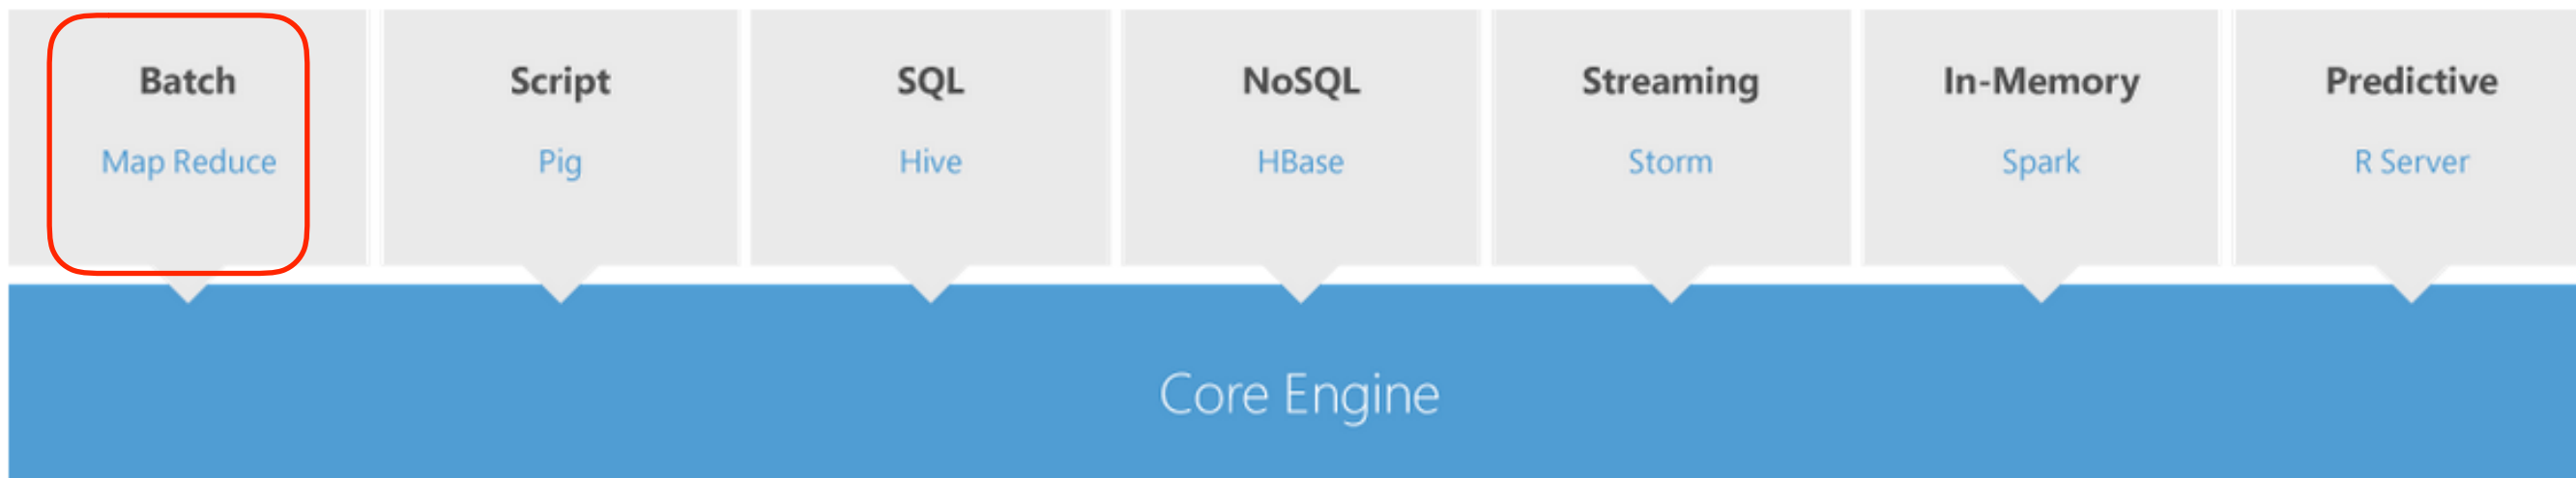 Batch
Map Reduce
Script
Pig
SQL
Hive
NoSQL
HBase
Streaming
Storm
In-Memory
Spark
Predictive
R Server
Core Engine